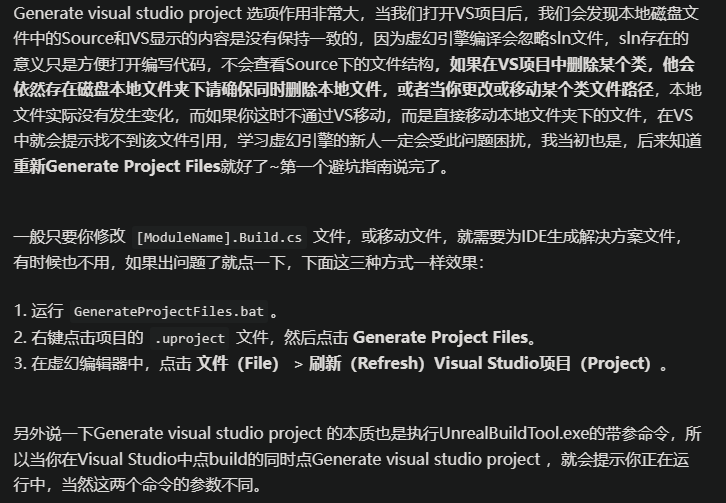 Generate visual studio project 选项作用非常大，当我们打开VS项目后，我们会发现本地磁盘文
件中的Source和VS显示的内容是没有保持一致的，因为虚幻引擎编译会忽略sln文件，sln存在的
意义只是方便打开编写代码，不会查看Source下的文件结构，如果在VS项目中删除某个类，他会
依然存在磁盘本地文件夹下请确保同时删除本地文件，或者当你更改或移动某个类文件路径，本地
文件实际没有发生变化，而如果你这时不通过VS移动，而是直接移动本地文件夹下的文件，在VS
中就会提示找不到该文件引用，学习虚幻引擎的新人一定会受此问题困扰，我当初也是，后来知道
重新Generate Project Files就好了~第一个避坑指南说完了。
一般只要你修改 [ModuleName].Build.cs 文件，或移动文件，就需要为IDE生成解决方案文件，
有时候也不用，如果出问题了就点一下，下面这三种方式一样效果：
1. 运行 GenerateProjectFiles.bat 。
2. 右键点击项目的 .uproject 文件，然后点击 Generate Project Files。
3. 在虚幻编辑器中，点击 文件（File） > 刷新（Refresh）Visual Studio项目（Project）。
另外说一下Generate visual studio project 的本质也是执行UnrealBuildTool.exe的带参命令，所
以当你在Visual Studio中点build的同时点Generate visual studio project ，就会提示你正在运
行中，当然这两个命令的参数不同。